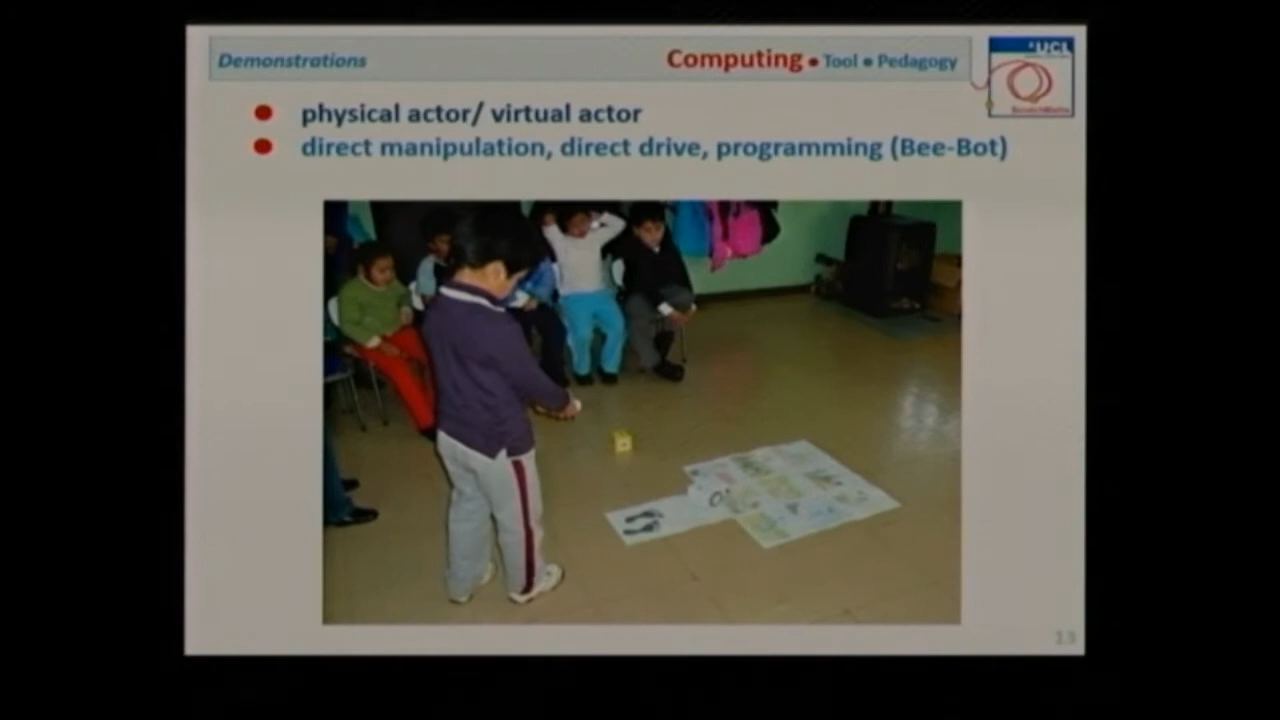 Demonstrations
Computing • Tool • Pedagogy
UCL
physical actor/ virtual actor
direct manipulation, direct drive, programming (Bee-Bot)
13